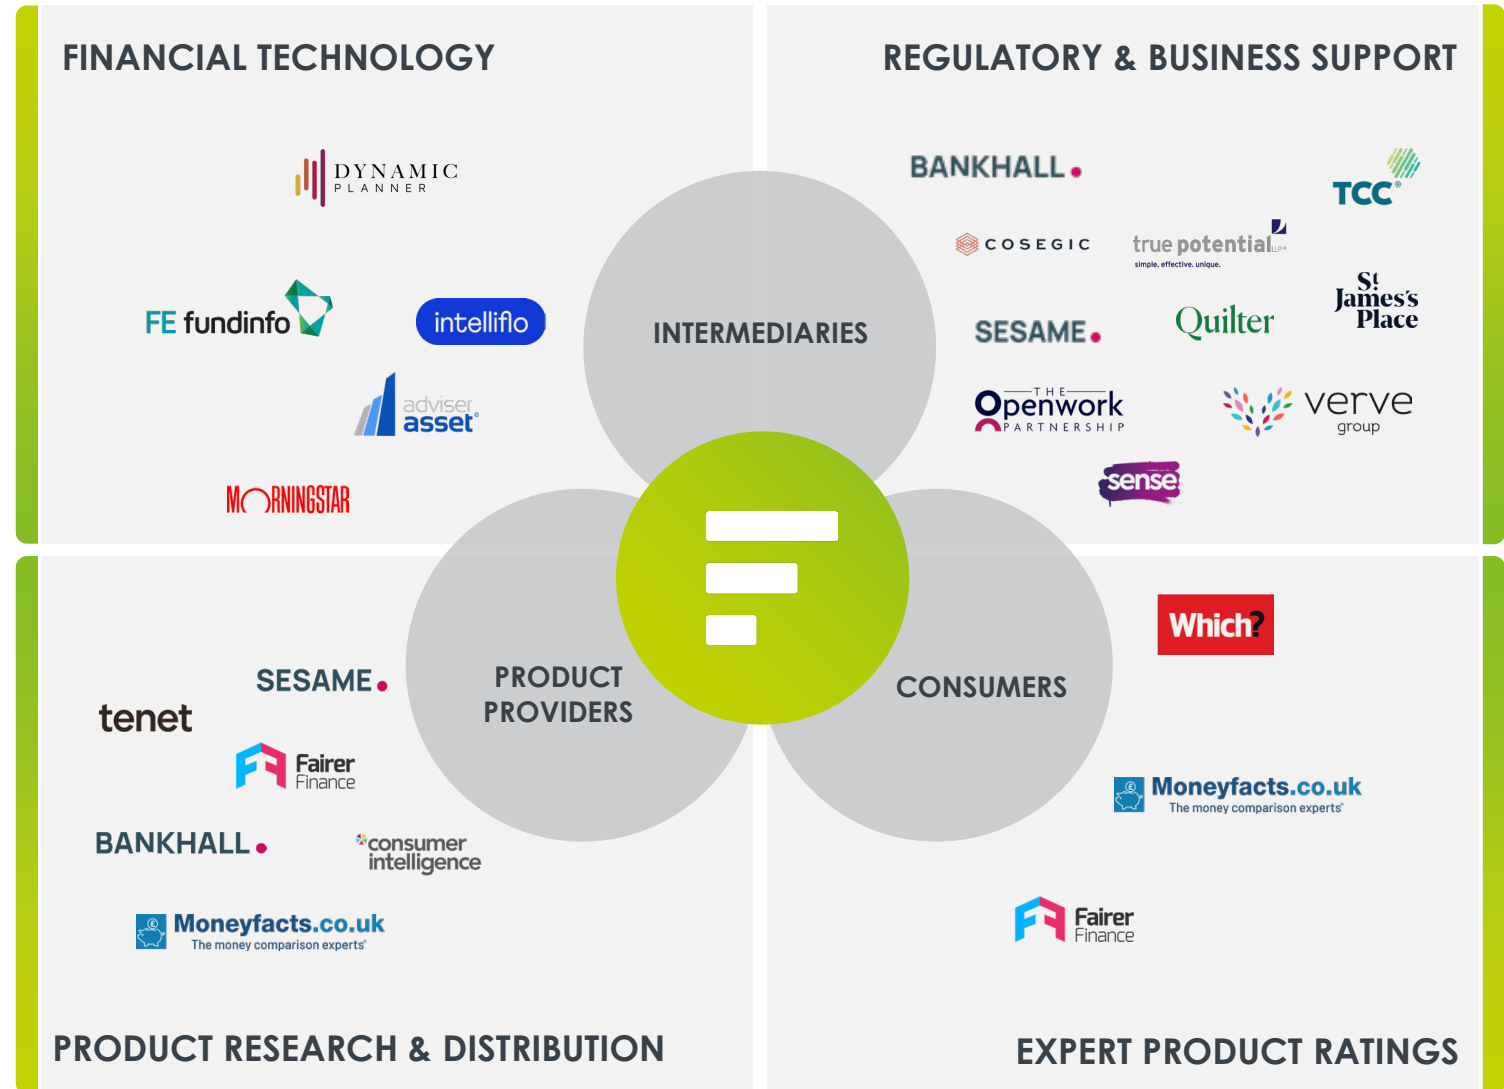 FINANCIAL TECHNOLOGY
DYNAMIC
PLANNER
FE fundinfo
intelliflo
adviser
asset
MORNINGSTAR
REGULATORY & BUSINESS SUPPORT
BANKHALL
TCC®
COSEGIC
true potential LLP
simple. effective. unique.
St
James's
Place
SESAME
Quilter
THE
Openwork
PARTNERSHIP
verve
group
sense
INTERMEDIARIES
PRODUCT
PROVIDERS
CONSUMERS
SESAME
tenet
Fairer
Finance
BANKHALL
consumer
intelligence
Moneyfacts.co.uk
The money comparison experts®
PRODUCT RESEARCH & DISTRIBUTION
Which?
Moneyfacts.co.uk
The money comparison experts®
Fairer
Finance
EXPERT PRODUCT RATINGS